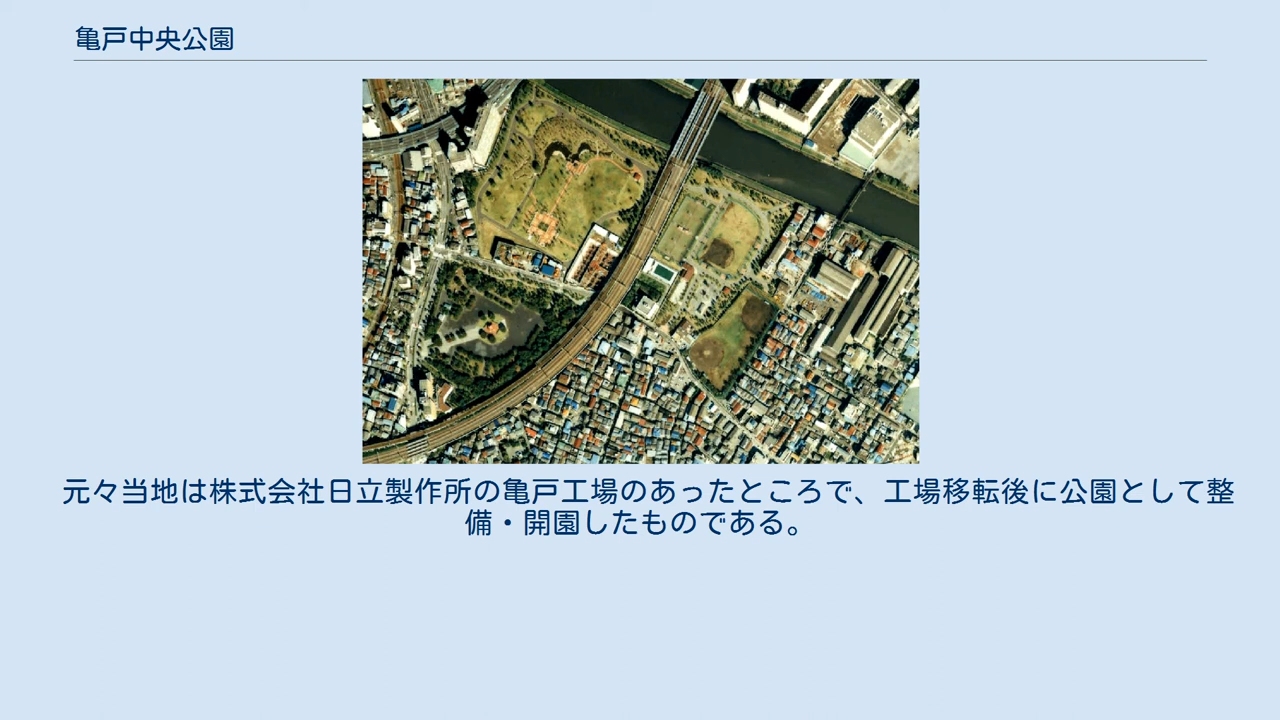 亀戸中央公園
元々当地は株式会社日立製作所の亀戸工場のあったところで、工場移転後に公園として整
備・開園したものである。